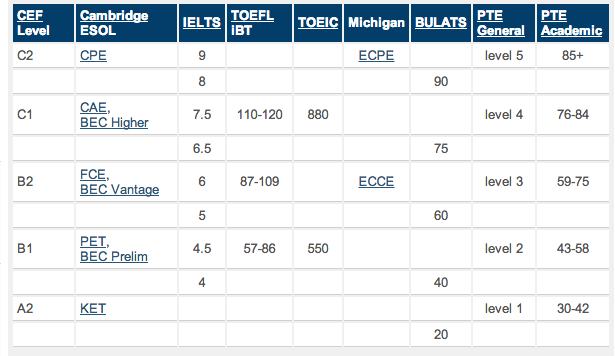 CEF Level Cambridge ESOL IELTS TOEFL iBT TOEIC Michigan BULATS PTE General PTE Academic
C2 CPE 9 ECPE level 5 85+
8 90
C1 CAE, BEC Higher 7.5 110-120 880 level 4 76-84
6.5 75
B2 FCE, BEC Vantage 6 87-109 ECCE level 3 59-75
5 60
B1 PET, BEC Prelim 4.5 57-86 550 level 2 43-58
4 40
A2 KET level 1 30-42
20